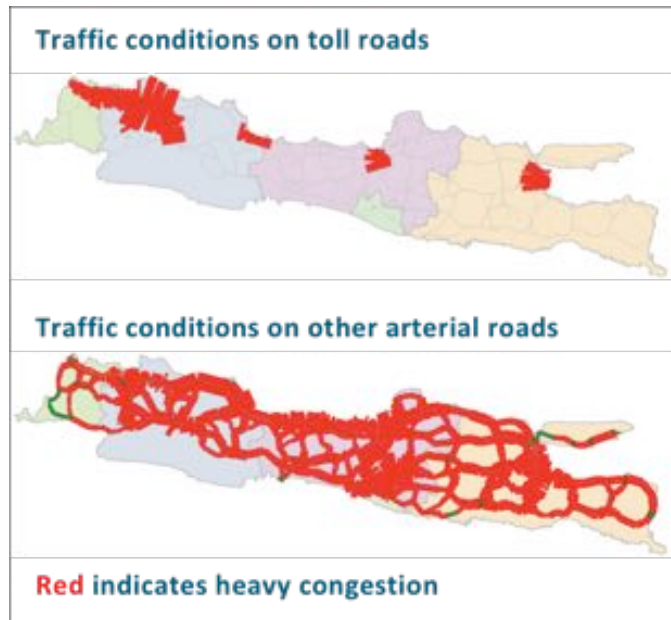 Traffic conditions on toll roads
Traffic conditions on other arterial roads
Red indicates heavy congestion